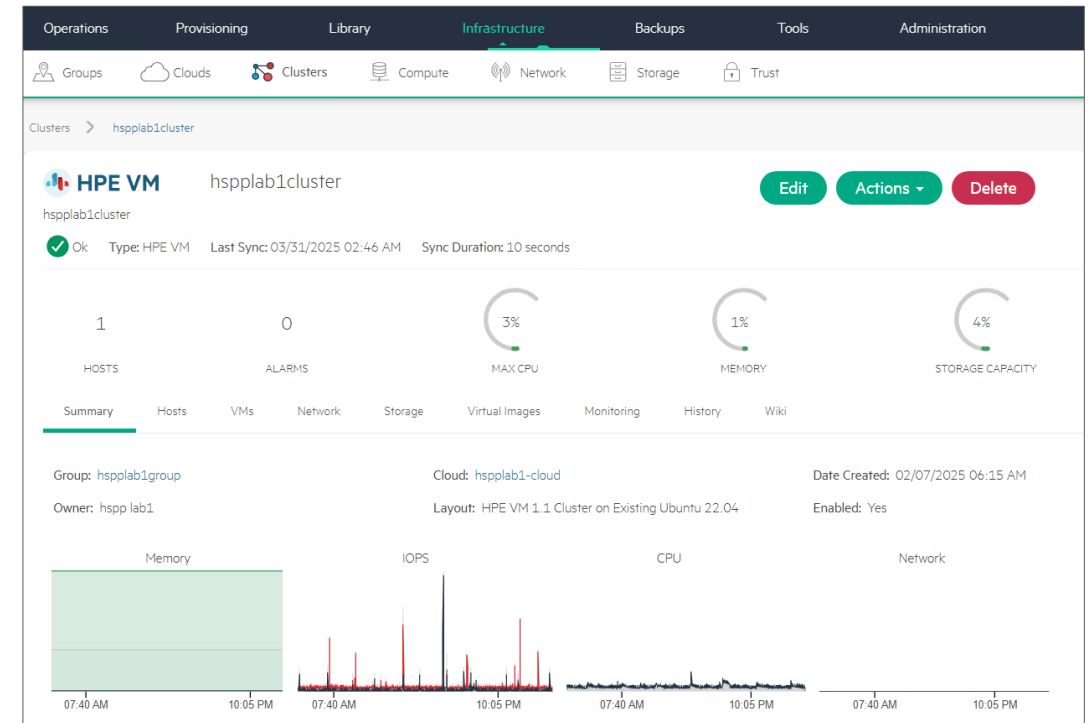 Operations Provisioning Library Infrastructure Backups Tools Administration
Groups Clouds Clusters Compute Network Storage Trust
Clusters > hspplab1cluster
HPE VM hspplab1cluster Edit Actions Delete
hspplab1cluster
Ok Type: HPE VM Last Sync: 03/31/2025 02:46 AM Sync Duration: 10 seconds
1 0 3% 1% 4%
HOSTS ALARMS MAX CPU MEMORY STORAGE CAPACITY
Summary Hosts VMs Network Storage Virtual Images Monitoring History Wiki
Group: hspplab1group Cloud: hspplab1-cloud Date Created: 02/07/2025 06:15 AM
Owner: hspp lab1 Layout: HPE VM 1.1 Cluster on Existing Ubuntu 22.04 Enabled: Yes
Memory IOPS CPU Network
07:40 AM 10:05 PM 07:40 AM 10:05 PM 07:40 AM 10:05 PM 07:40 AM 10:05 PM